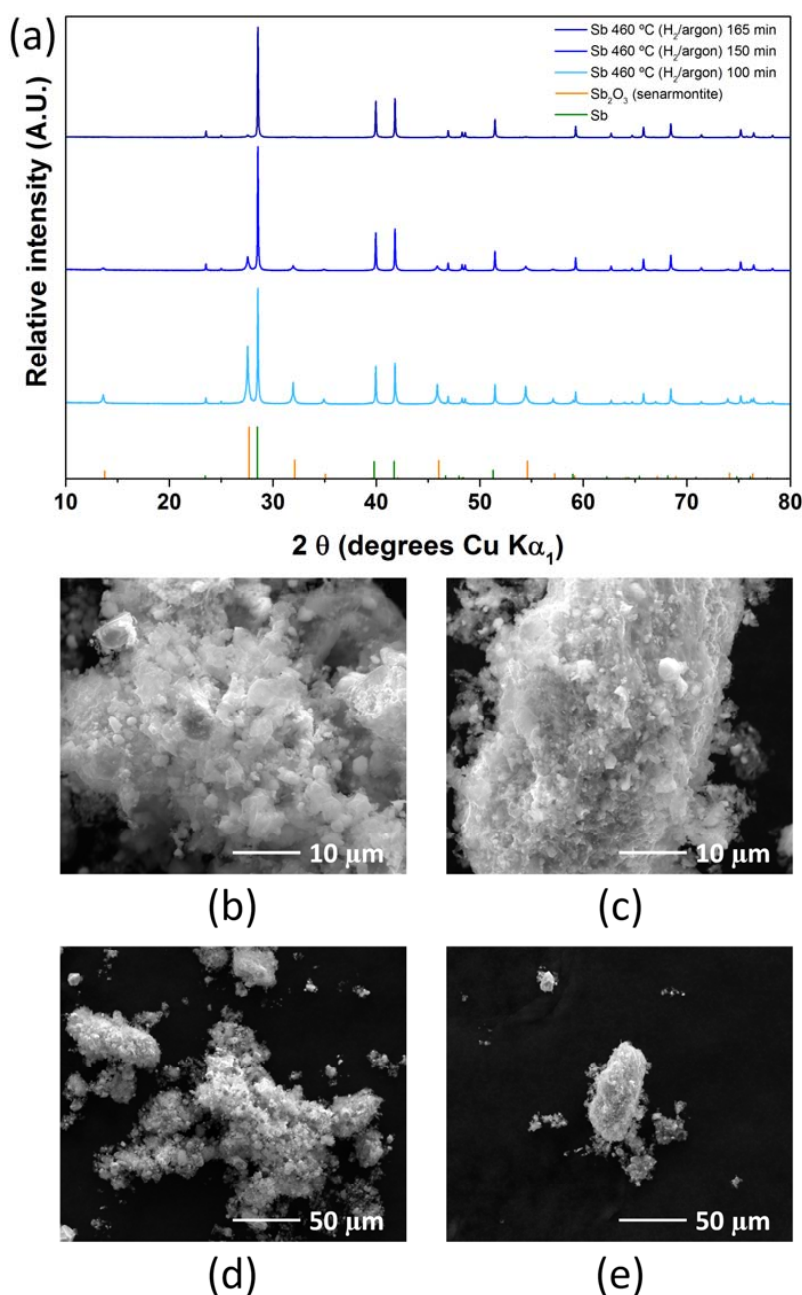 (a)
Sb 460 ºC (H₂/argon) 165 min
Sb 460 ºC (H₂/argon) 150 min
Sb 460 ºC (H₂/argon) 100 min
Sb₂O₃ (senarmontite)
Sb
Relative intensity (A.U.)
10 20 30 40 50 60 70 80
2 θ (degrees Cu Kα₁)
10 µm
10 µm
(b)
(c)
50 µm
50 µm
(d)
(e)